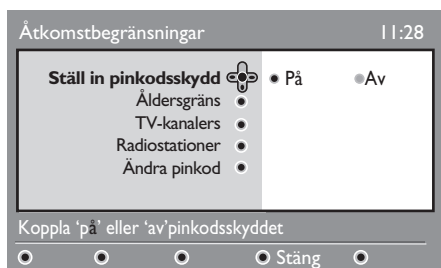 Åtkomstbegränsningar 11:28
Ställ in pinkodsskydd På Av
Åldersgräns
TV-kanalers
Radiostationer
Ändra pinkod
Koppla ‘på’ eller ‘av’pinkodsskyddet
Stäng